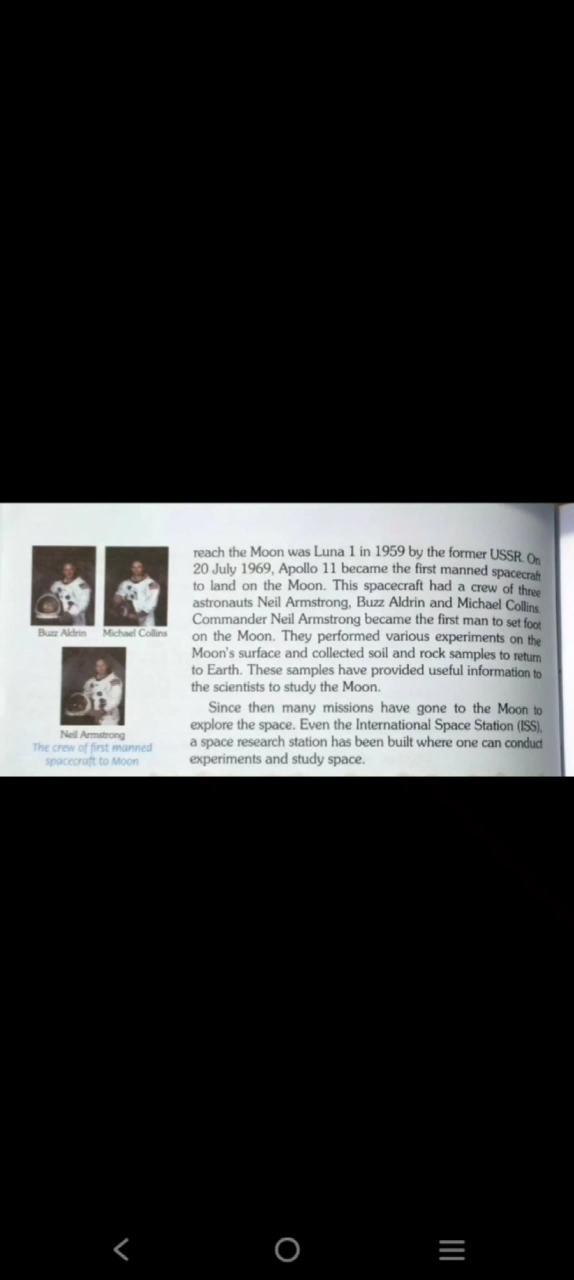 reach the Moon was Luna 1 in 1959 by the former USSR. On
20 July 1969, Apollo 11 became the first manned spacecraft
to land on the Moon. This spacecraft had a crew of three
astronauts Neil Armstrong, Buzz Aldrin and Michael Collins.
Commander Neil Armstrong became the first man to set foot
on the Moon. They performed various experiments on the
Moon's surface and collected soil and rock samples to return
to Earth. These samples have provided useful information to
the scientists to study the Moon.
Since then many missions have gone to the Moon to
explore the space. Even the International Space Station (ISS),
a space research station has been built where one can conduct
experiments and study space.
Buzz Aldrin
Michael Collins
Neil Armstrong
The crew of first manned
spacecraft to Moon